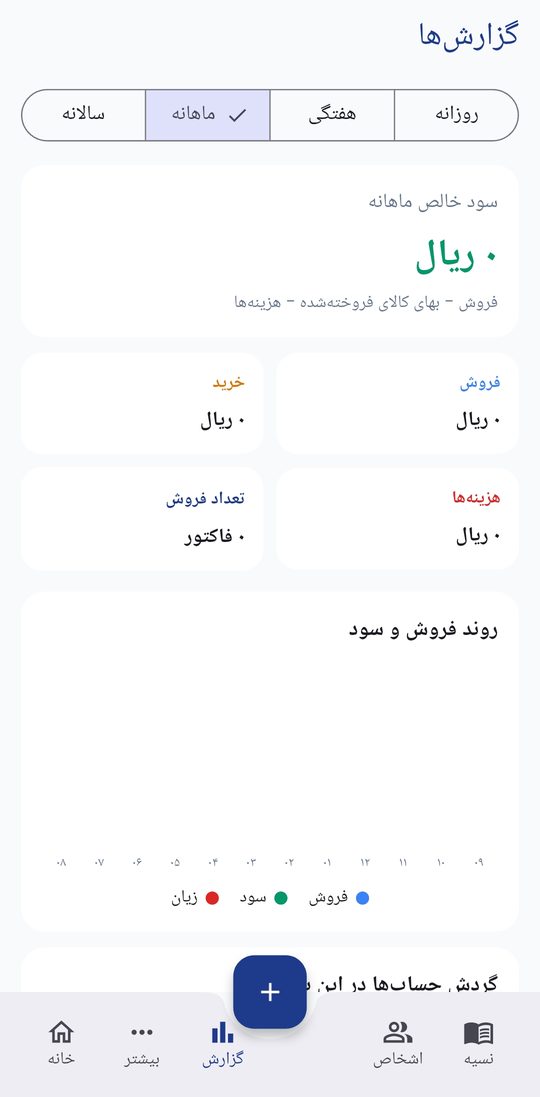 گزارش‌ها
روزانه
هفتگی
ماهانه
سالانه
سود خالص ماهانه
۰ ریال
فروش − بهای کالای فروخته‌شده − هزینه‌ها
فروش
۰ ریال
خرید
۰ ریال
هزینه‌ها
۰ ریال
تعداد فروش
۰ فاکتور
روند فروش و سود
۰۹ ۱۰ ۱۱ ۱۲ ۰۱ ۰۲ ۰۳ ۰۴ ۰۵ ۰۶ ۰۷ ۰۸
فروش
سود
زیان
گردش حساب‌ها در این
نسیه
اشخاص
گزارش
بیشتر
خانه